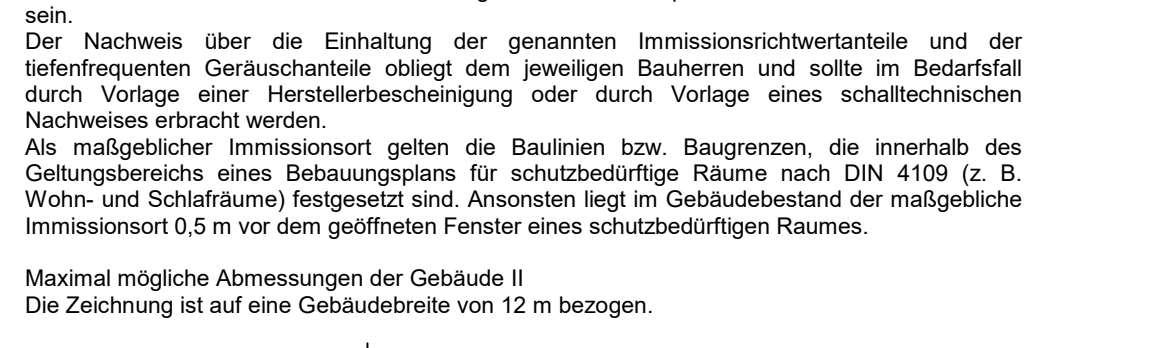 sein.
Der Nachweis über die Einhaltung der genannten Immissionsrichtwertanteile und der
tiefenfrequenten Geräuschanteile obliegt dem jeweiligen Bauherren und sollte im Bedarfsfall
durch Vorlage einer Herstellerbescheinigung oder durch Vorlage eines schalltechnischen
Nachweises erbracht werden.
Als maßgeblicher Immissionsort gelten die Baulinien bzw. Baugrenzen, die innerhalb des
Geltungsbereichs eines Bebauungsplans für schutzbedürftige Räume nach DIN 4109 (z. B.
Wohn- und Schlafräume) festgesetzt sind. Ansonsten liegt im Gebäudebestand der maßgebliche
Immissionsort 0,5 m vor dem geöffneten Fenster eines schutzbedürftigen Raumes.
Maximal mögliche Abmessungen der Gebäude II
Die Zeichnung ist auf eine Gebäudebreite von 12 m bezogen.